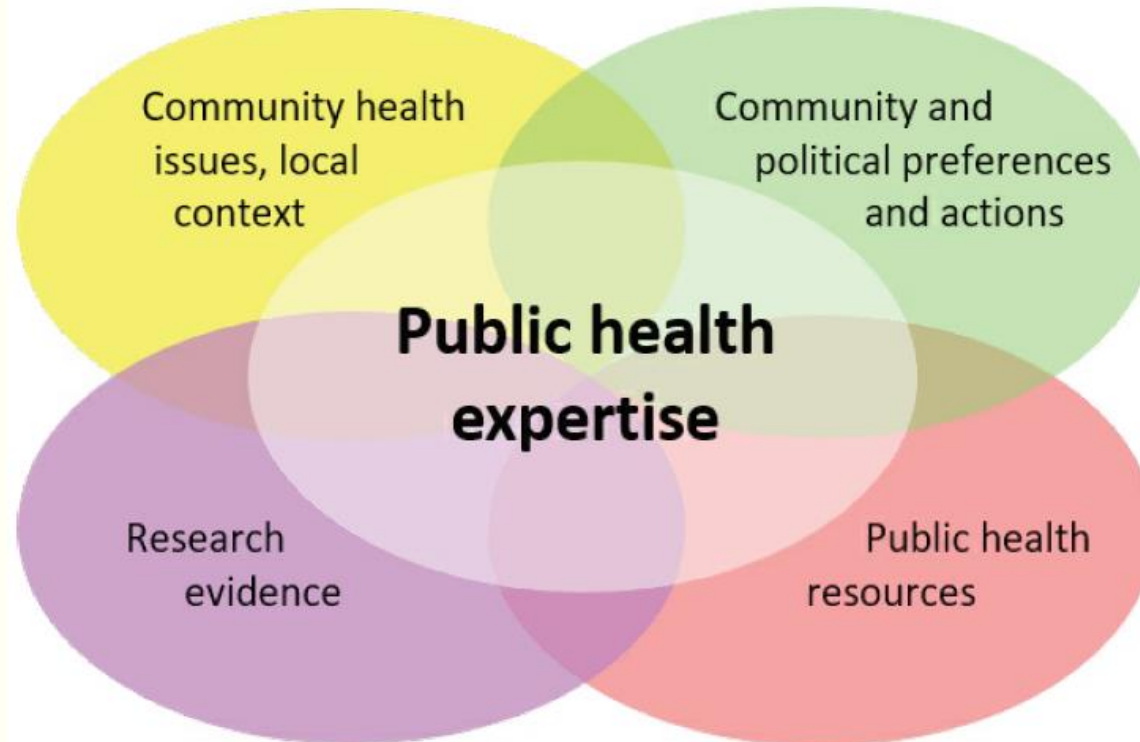 Community health
issues, local
context
Community and
political preferences
and actions
Public health
expertise
Research
evidence
Public health
resources